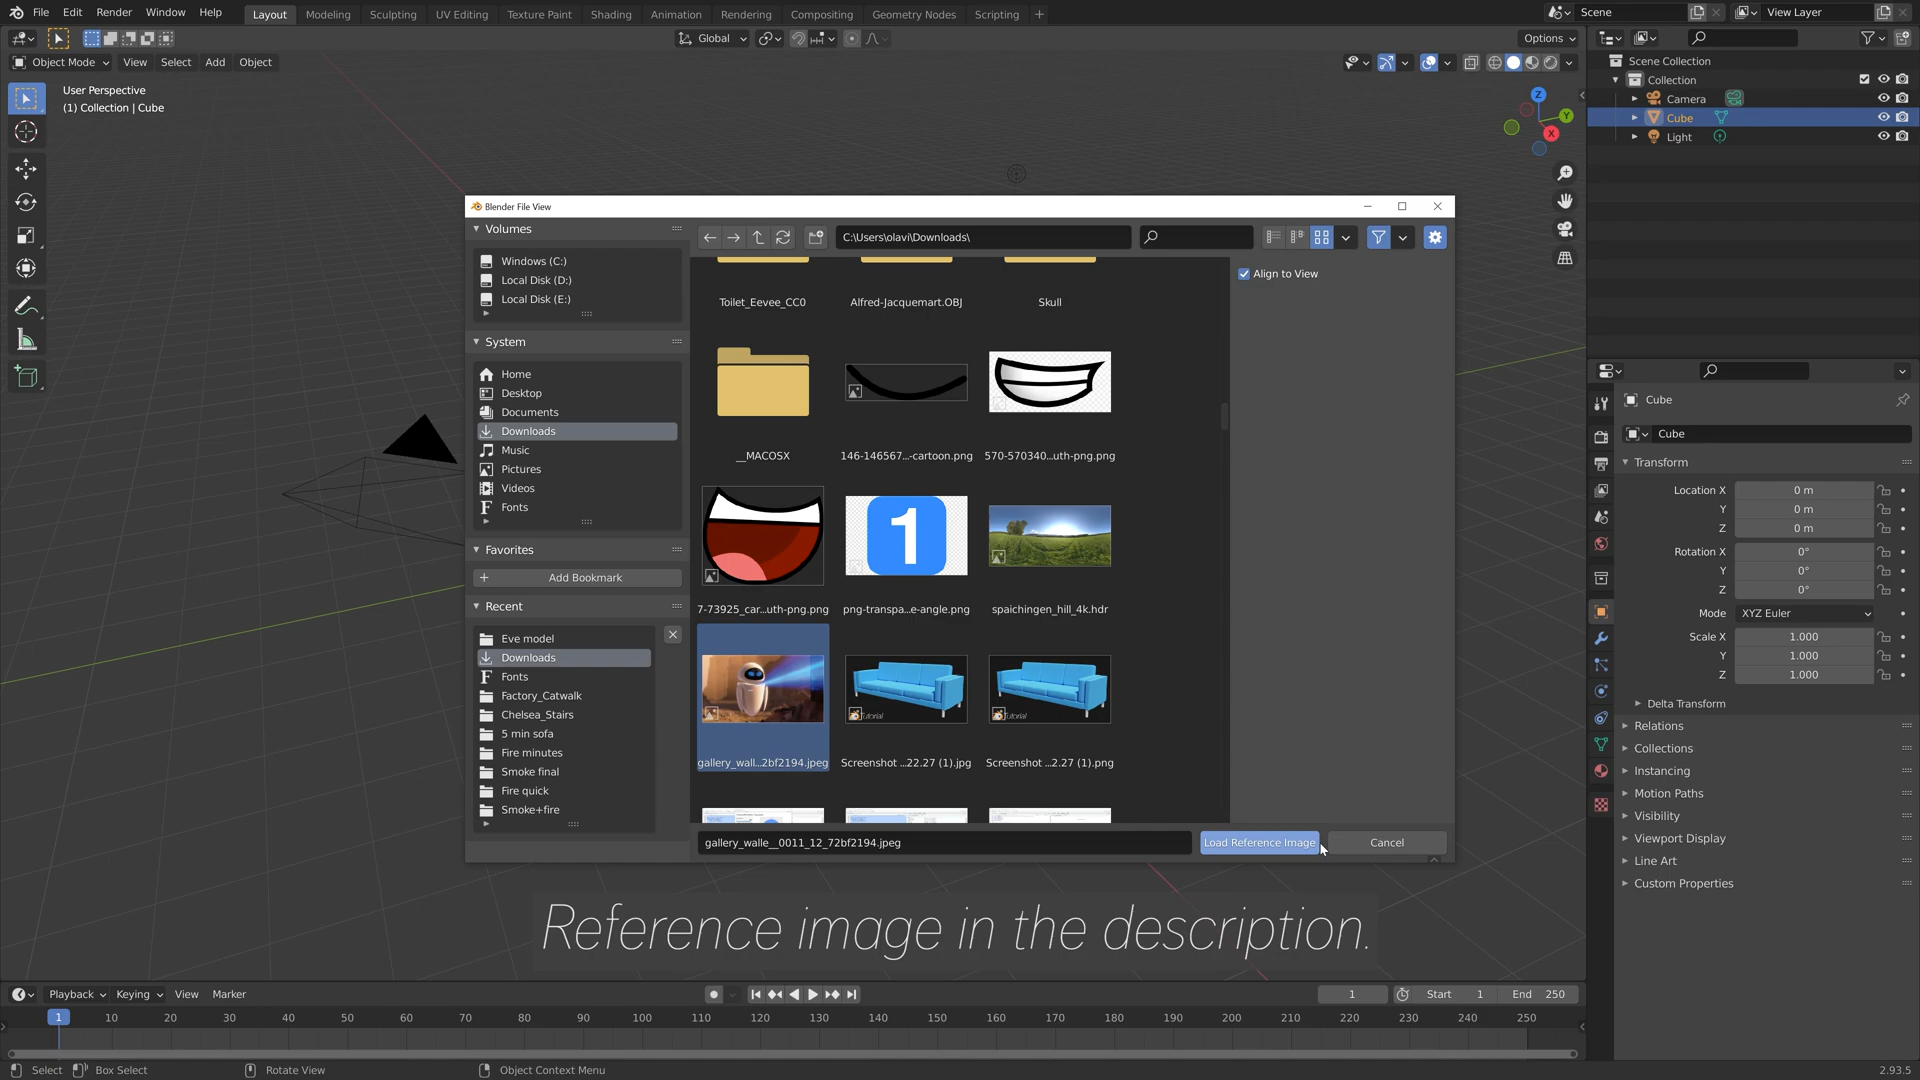 File Edit Render Window Help
Layout Modeling Sculpting UV Editing Texture Paint Shading Animation Rendering Compositing Geometry Nodes Scripting +
Scene
View Layer
Global
Options
Object Mode View Select Add Object
User Perspective
(1) Collection | Cube
Z
Y
X
Scene Collection
Collection
Camera
Cube
Light
Blender File View
Volumes
Windows (C:)
Local Disk (D:)
Local Disk (E:)
System
Home
Desktop
Documents
Downloads
Music
Pictures
Videos
Fonts
Favorites
Add Bookmark
Recent
Eve model
Downloads
Fonts
Factory_Catwalk
Chelsea_Stairs
5 min sofa
Fire minutes
Smoke final
Fire quick
Smoke+fire
C:\Users\olavi\Downloads\
Align to View
Toilet_Eevee_CC0 Alfred-Jacquemart.OBJ Skull
__MACOSX 146-146567...-cartoon.png 570-570340...uth-png.png
1
7-73925_car...uth-png.png png-transpa...e-angle.png spaichingen_hill_4k.hdr
Tutorial Tutorial
gallery_wall...2bf2194.jpeg Screenshot ...22.27 (1).jpg Screenshot ...2.27 (1).png
gallery_walle__0011_12_72bf2194.jpeg
Load Reference Image
Cancel
Cube
Cube
Transform
Location X 0 m
Y 0 m
Z 0 m
Rotation X 0°
Y 0°
Z 0°
Mode XYZ Euler
Scale X 1.000
Y 1.000
Z 1.000
Delta Transform
Relations
Collections
Instancing
Motion Paths
Visibility
Viewport Display
Line Art
Custom Properties
Reference image in the description.
Playback Keying View Marker
1
Start 1
End 250
1 10 20 30 40 50 60 70 80 90 100 110 120 130 140 150 160 170 180 190 200 210 220 230 240 250
Select Box Select Rotate View Object Context Menu
2.93.5